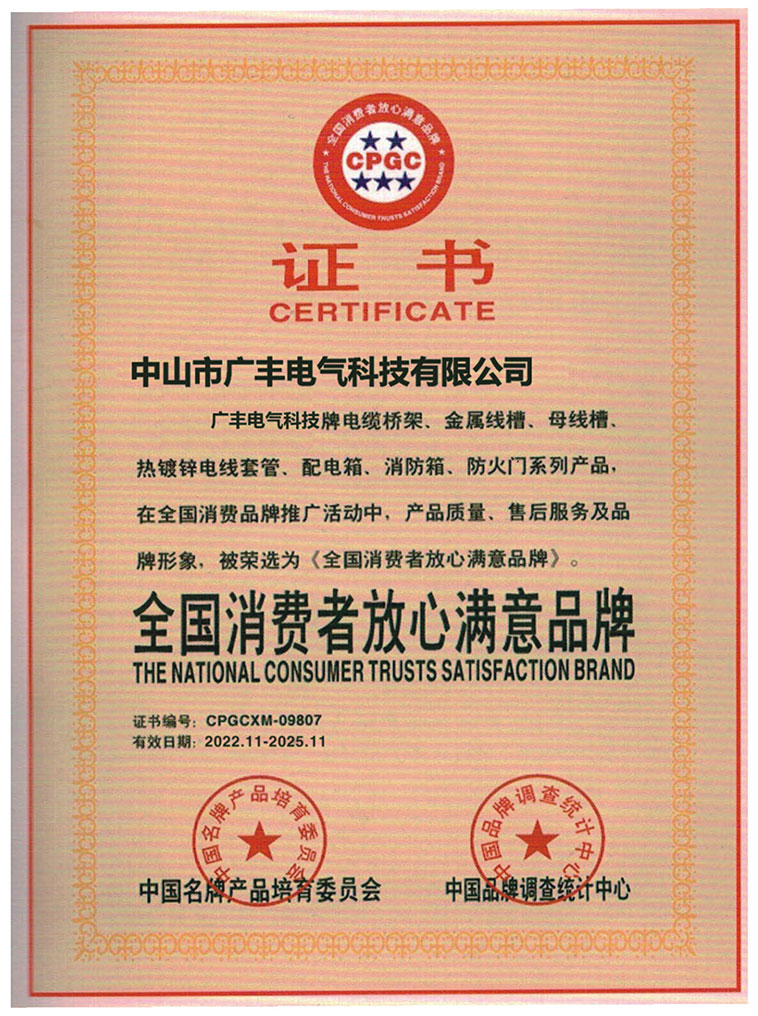 全国消费者放心满意品牌
CPGC
THE NATIONAL CONSUMER TRUSTS SATISFACTION BRAND
证书
CERTIFICATE
中山市广丰电气科技有限公司
广丰电气科技牌电缆桥架、金属线槽、母线槽、
热镀锌电线套管、配电箱、消防箱、防火门系列产品，
在全国消费品牌推广活动中，产品质量、售后服务及品
牌形象，被荣选为《全国消费者放心满意品牌》。
全国消费者放心满意品牌
THE NATIONAL CONSUMER TRUSTS SATISFACTION BRAND
证书编号：CPGCXM-09807
有效日期：2022.11-2025.11
中国名牌产品培育委员会
中国品牌调查统计中心
中国名牌产品培育委员会
中国品牌调查统计中心